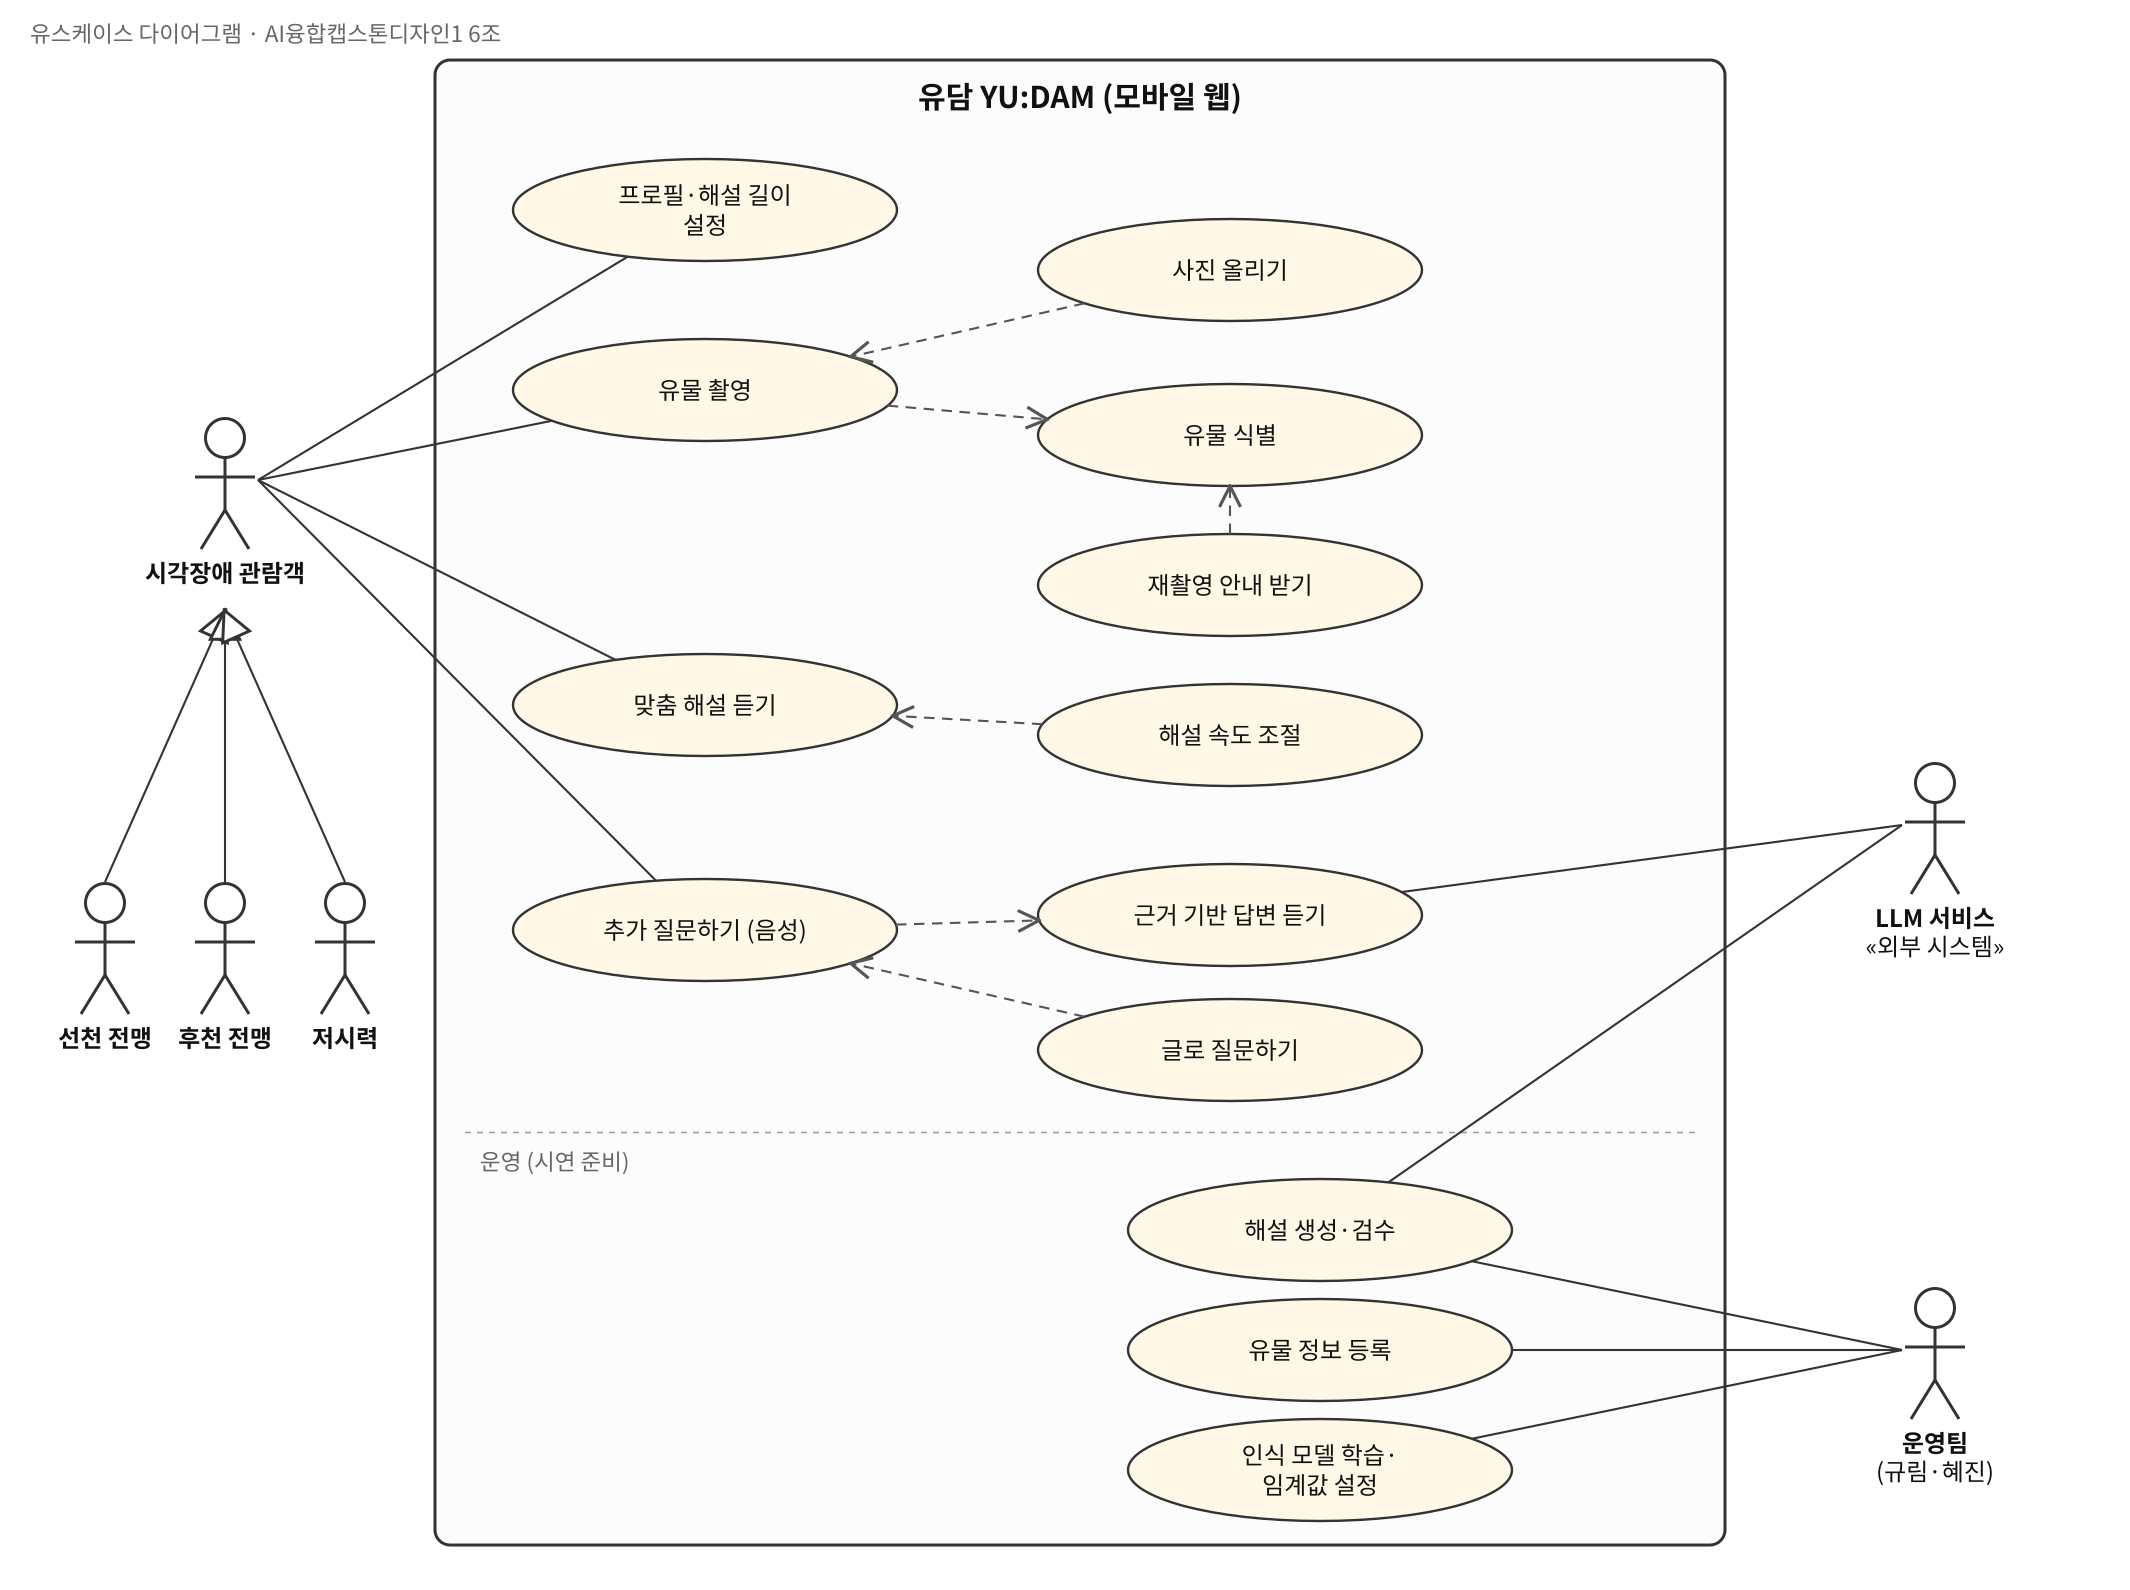 유스케이스 다이어그램 · AI융합캡스톤디자인1 6조
유담 YU:DAM (모바일 웹)
프로필·해설 길이
설정
사진 올리기
유물 촬영
유물 식별
시각장애 관람객
재촬영 안내 받기
맞춤 해설 듣기
해설 속도 조절
추가 질문하기 (음성)
근거 기반 답변 듣기
LLM 서비스
«외부 시스템»
선천 전맹
후천 전맹
저시력
글로 질문하기
운영 (시연 준비)
해설 생성·검수
유물 정보 등록
인식 모델 학습·
임계값 설정
운영팀
(규림·혜진)